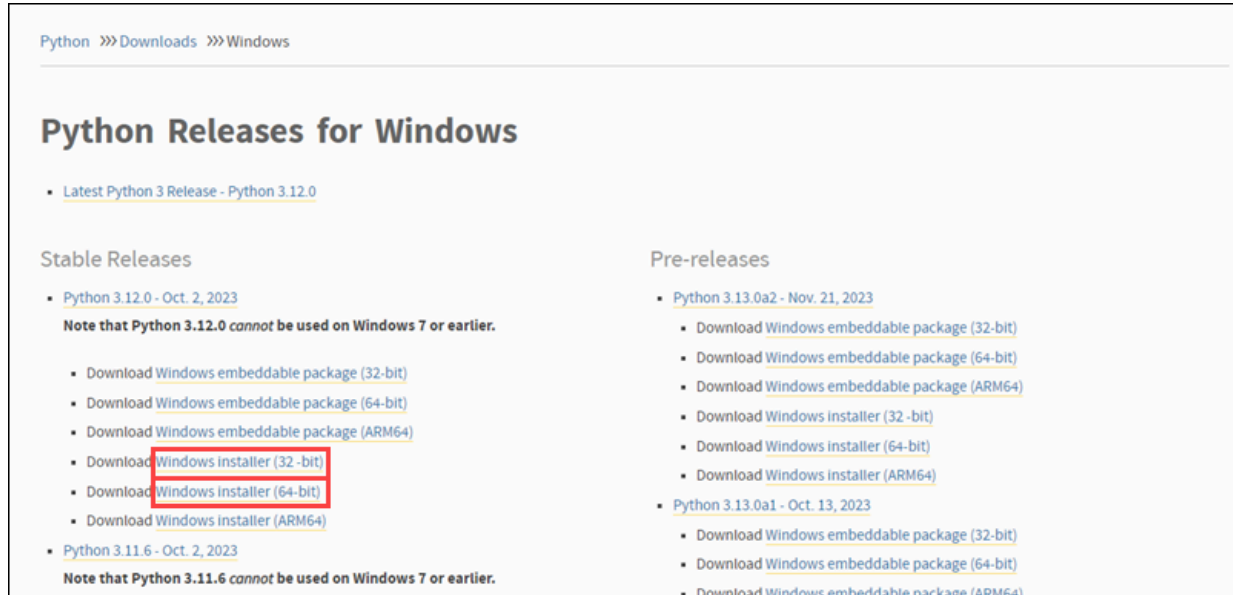 Python >>> Downloads >>> Windows
Python Releases for Windows
Latest Python 3 Release - Python 3.12.0
Stable Releases
Python 3.12.0 - Oct. 2, 2023
Note that Python 3.12.0 cannot be used on Windows 7 or earlier.
Download Windows embeddable package (32-bit)
Download Windows embeddable package (64-bit)
Download Windows embeddable package (ARM64)
Download Windows installer (32 -bit)
Download Windows installer (64-bit)
Download Windows installer (ARM64)
Python 3.11.6 - Oct. 2, 2023
Note that Python 3.11.6 cannot be used on Windows 7 or earlier.
Pre-releases
Python 3.13.0a2 - Nov. 21, 2023
Download Windows embeddable package (32-bit)
Download Windows embeddable package (64-bit)
Download Windows embeddable package (ARM64)
Download Windows installer (32 -bit)
Download Windows installer (64-bit)
Download Windows installer (ARM64)
Python 3.13.0a1 - Oct. 13, 2023
Download Windows embeddable package (32-bit)
Download Windows embeddable package (64-bit)
Download Windows embeddable package (ARM64)